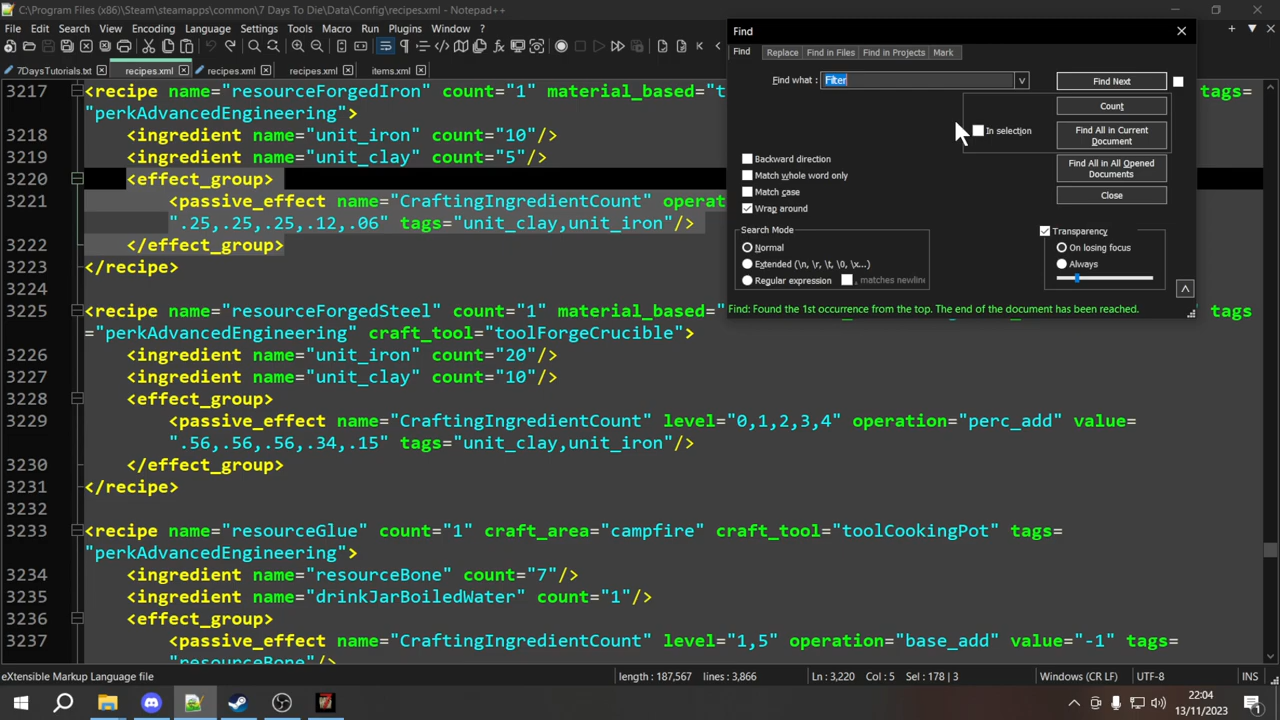 C:\Program Files (x86)\Steam\steamapps\common\7 Days To Die\Data\Config\recipes.xml - Notepad++
File Edit Search View Encoding Language Settings Tools Macro Run Plugins Window ?
7DaysTutorials.txt recipes.xml recipes.xml recipes.xml items.xml
3217 <recipe name="resourceForgedIron" count="1" material_based="t
tags=
"perkAdvancedEngineering">
3218 <ingredient name="unit_iron" count="10"/>
3219 <ingredient name="unit_clay" count="5"/>
3220 <effect_group>
3221 <passive_effect name="CraftingIngredientCount" operat
".25,.25,.25,.12,.06" tags="unit_clay,unit_iron"/>
3222 </effect_group>
3223 </recipe>
3224
3225 <recipe name="resourceForgedSteel" count="1" material_based="
tags
="perkAdvancedEngineering" craft_tool="toolForgeCrucible">
3226 <ingredient name="unit_iron" count="20"/>
3227 <ingredient name="unit_clay" count="10"/>
3228 <effect_group>
3229 <passive_effect name="CraftingIngredientCount" level="0,1,2,3,4" operation="perc_add" value=
".56,.56,.56,.34,.15" tags="unit_clay,unit_iron"/>
3230 </effect_group>
3231 </recipe>
3232
3233 <recipe name="resourceGlue" count="1" craft_area="campfire" craft_tool="toolCookingPot" tags=
"perkAdvancedEngineering">
3234 <ingredient name="resourceBone" count="7"/>
3235 <ingredient name="drinkJarBoiledWater" count="1"/>
3236 <effect_group>
3237 <passive_effect name="CraftingIngredientCount" level="1,5" operation="base_add" value="-1" tags=
"resourceBone"/>
Find
Find Replace Find in Files Find in Projects Mark
Find what : Filter
Find Next
Count
In selection
Find All in Current
Document
Find All in All Opened
Documents
Close
Backward direction
Match whole word only
Match case
Wrap around
Search Mode
Normal
Extended (\n, \r, \t, \0, \x...)
Regular expression . matches newline
Transparency
On losing focus
Always
Find: Found the 1st occurrence from the top. The end of the document has been reached.
eXtensible Markup Language file length : 187,567 lines : 3,866 Ln : 3,220 Col : 5 Sel : 178 | 3 Windows (CR LF) UTF-8 INS
22:04
13/11/2023
1